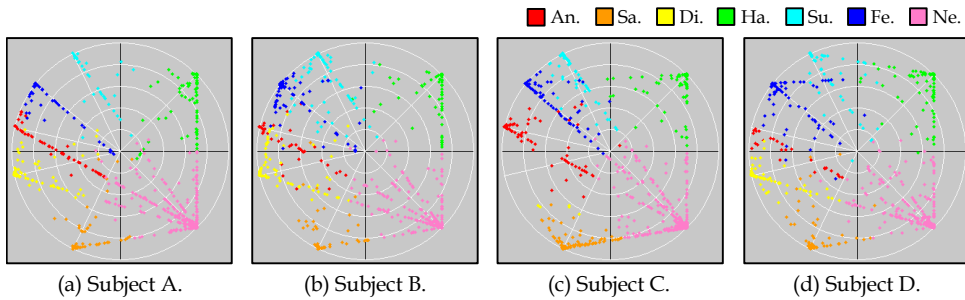 An. Sa. Di. Ha. Su. Fe. Ne.
(a) Subject A. (b) Subject B. (c) Subject C. (d) Subject D.